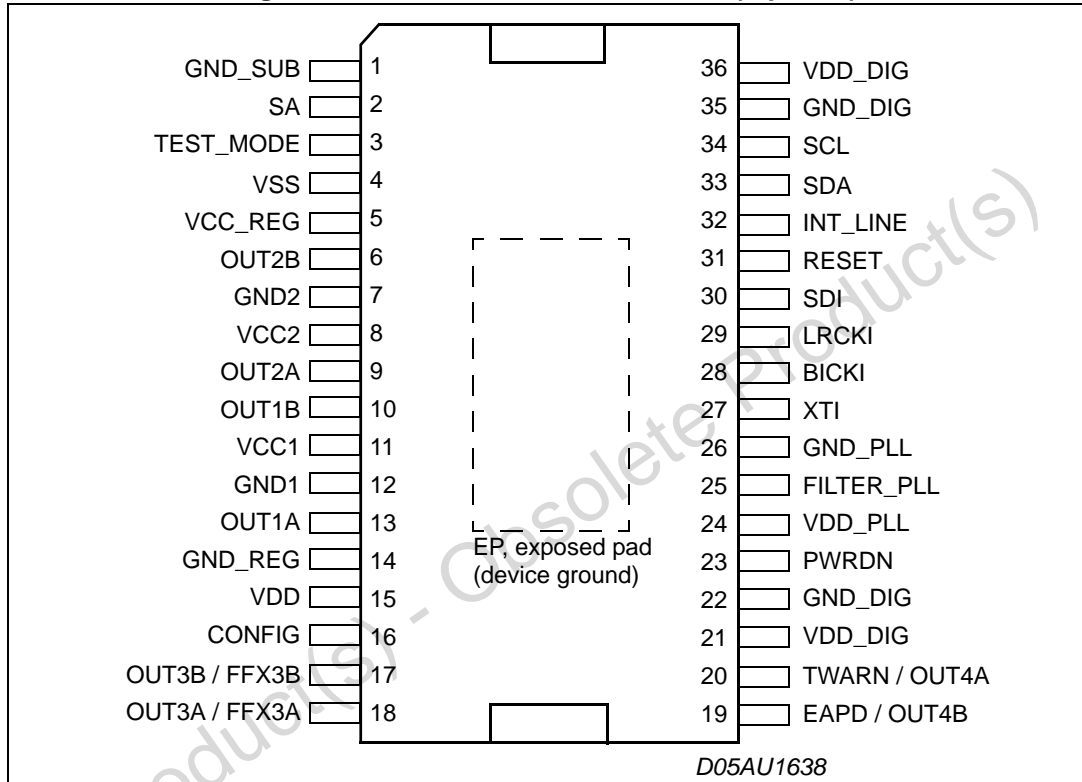 GND_SUB 1
SA 2
TEST_MODE 3
VSS 4
VCC_REG 5
OUT2B 6
GND2 7
VCC2 8
OUT2A 9
OUT1B 10
VCC1 11
GND1 12
OUT1A 13
GND_REG 14
VDD 15
CONFIG 16
OUT3B / FFX3B 17
OUT3A / FFX3A 18
EP, exposed pad
(device ground)
36 VDD_DIG
35 GND_DIG
34 SCL
33 SDA
32 INT_LINE
31 RESET
30 SDI
29 LRCKI
28 BICKI
27 XTI
26 GND_PLL
25 FILTER_PLL
24 VDD_PLL
23 PWRDN
22 GND_DIG
21 VDD_DIG
20 TWARN / OUT4A
19 EAPD / OUT4B
D05AU1638
oduct(s) - Obsolete Product(s)